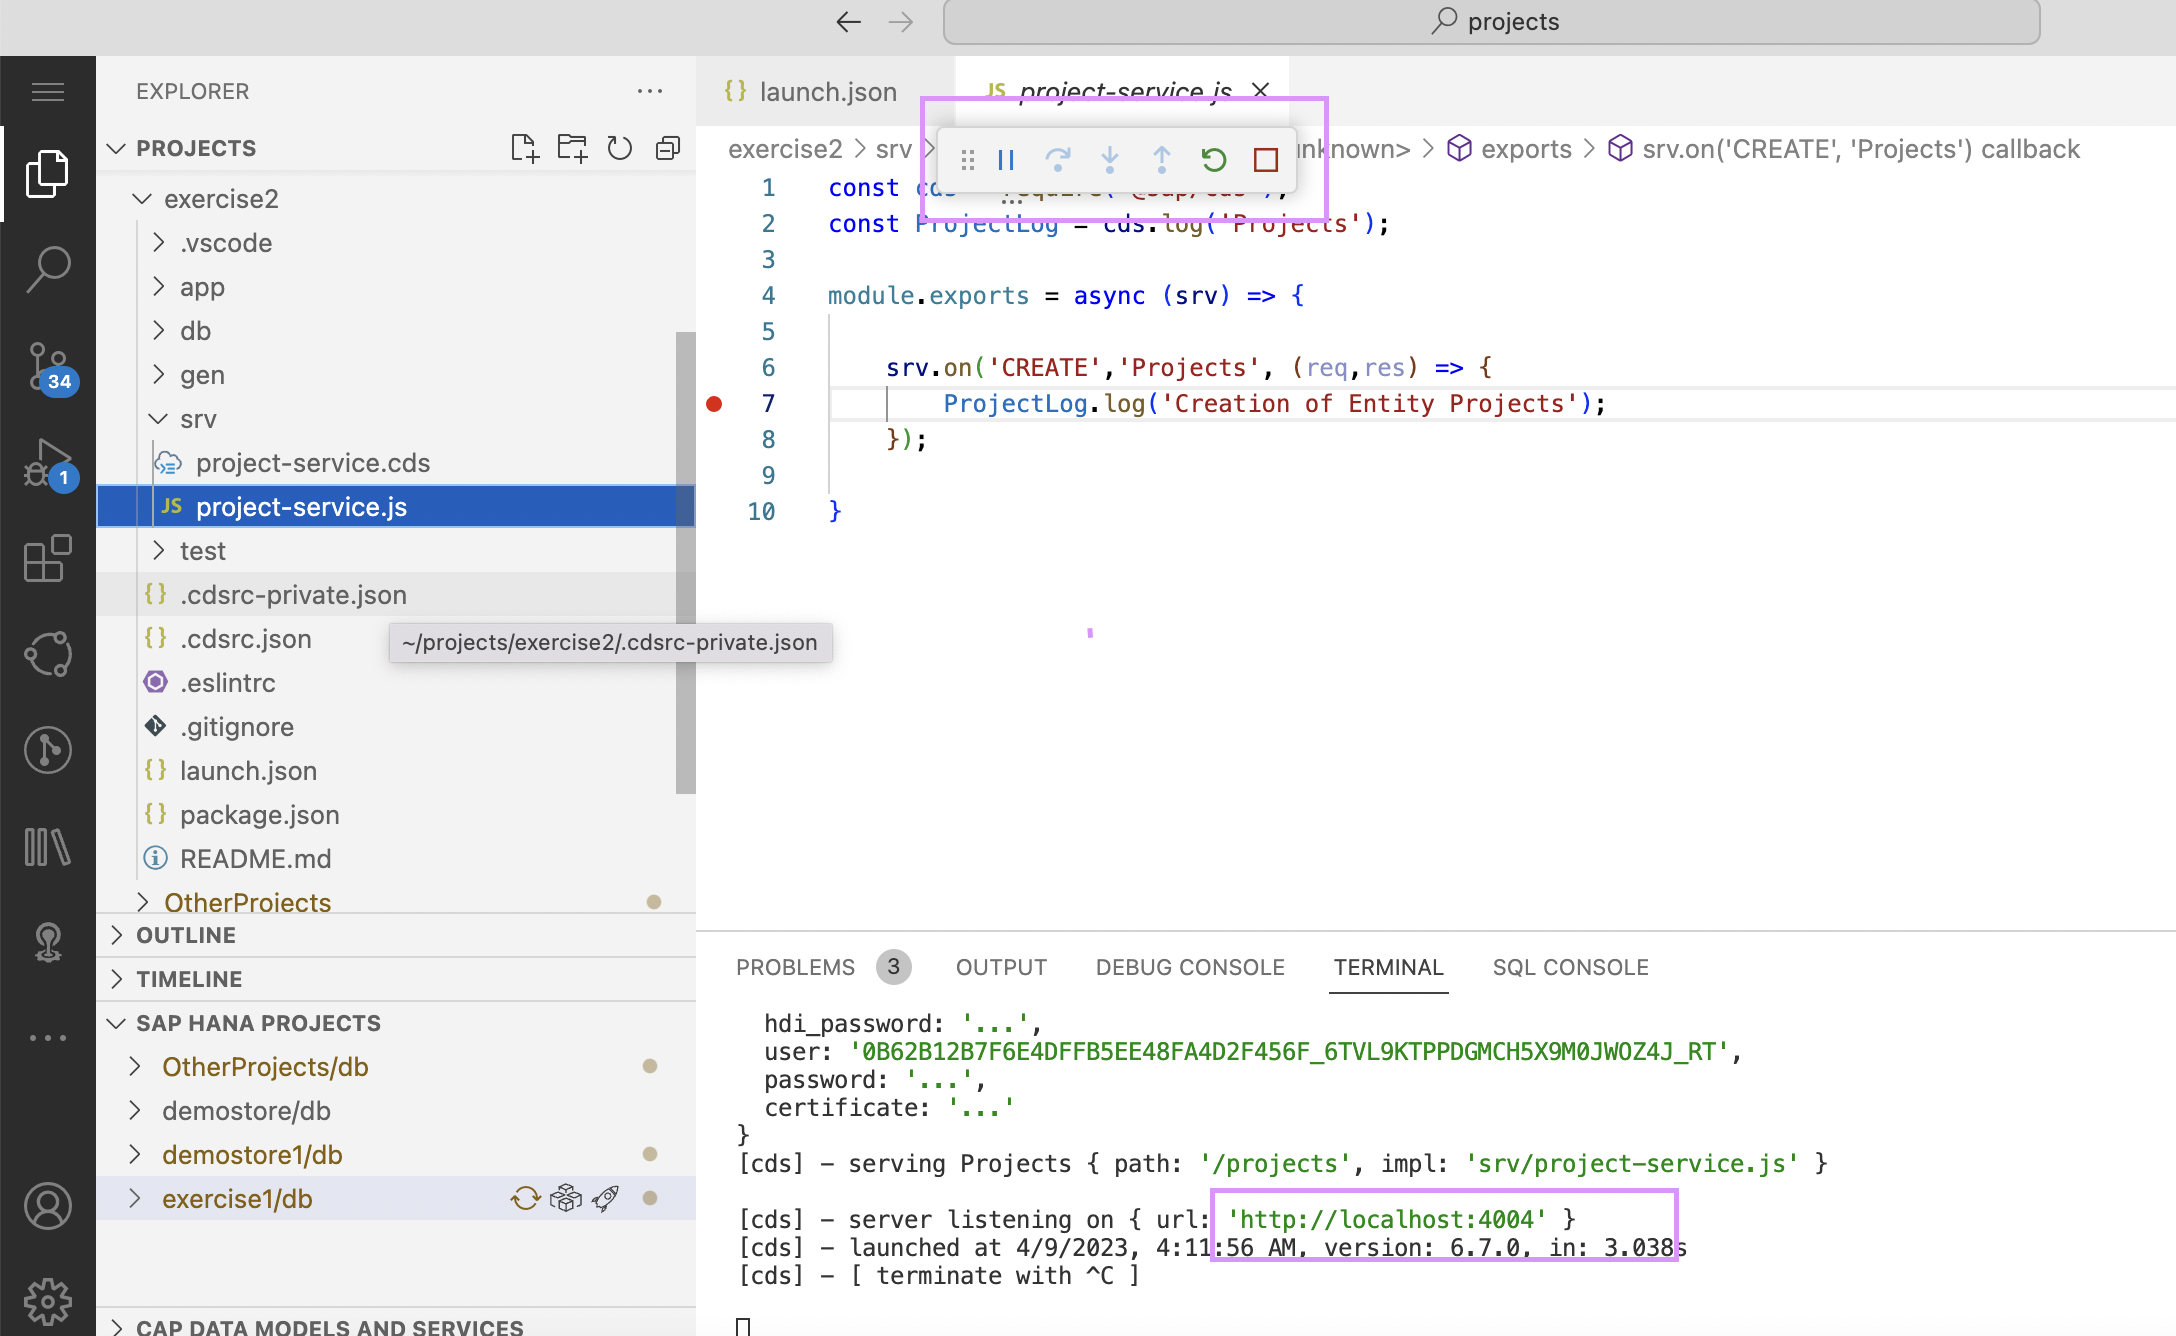 projects
EXPLORER
PROJECTS
exercise2
.vscode
app
db
gen
srv
project-service.cds
JS project-service.js
test
.cdsrc-private.json
.cdsrc.json
.eslintrc
.gitignore
launch.json
package.json
README.md
OtherProjects
~/projects/exercise2/.cdsrc-private.json
OUTLINE
TIMELINE
SAP HANA PROJECTS
OtherProjects/db
demostore/db
demostore1/db
exercise1/db
CAP DATA MODELS AND SERVICES
34
1
{} launch.json
JS project-service.js
exercise2 > srv > nknown> > exports > srv.on('CREATE', 'Projects') callback
1 const cds = require('@sap/cds');
2 const ProjectLog = cds.log('Projects');
3
4 module.exports = async (srv) => {
5
6 srv.on('CREATE','Projects', (req,res) => {
7 ProjectLog.log('Creation of Entity Projects');
8 });
9
10 }
PROBLEMS 3 OUTPUT DEBUG CONSOLE TERMINAL SQL CONSOLE
hdi_password: '...',
user: '0B62B12B7F6E4DFFB5EE48FA4D2F456F_6TVL9KTPPDGMCH5X9M0JWOZ4J_RT',
password: '...',
certificate: '...'
}
[cds] - serving Projects { path: '/projects', impl: 'srv/project-service.js' }
[cds] - server listening on { url: 'http://localhost:4004' }
[cds] - launched at 4/9/2023, 4:11:56 AM, version: 6.7.0, in: 3.038s
[cds] - [ terminate with ^C ]